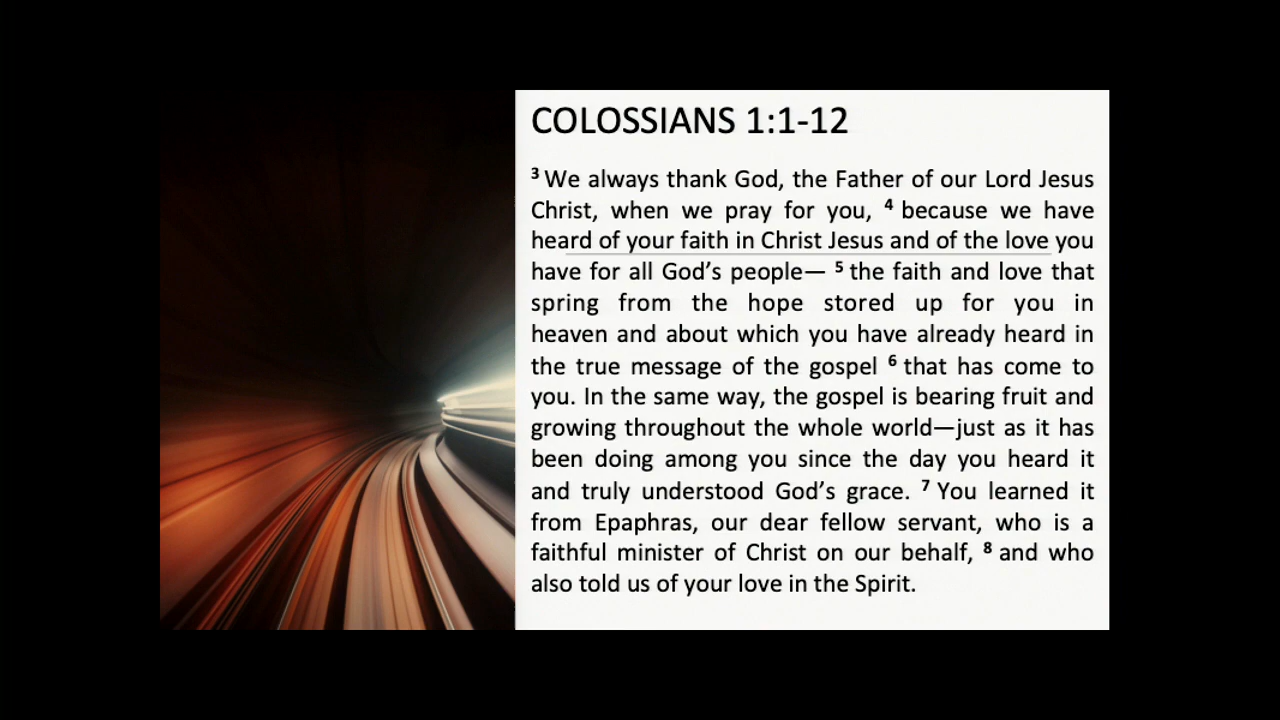 COLOSSIANS 1:1-12
³ We always thank God, the Father of our Lord Jesus
Christ, when we pray for you, ⁴ because we have
heard of your faith in Christ Jesus and of the love you
have for all God’s people— ⁵ the faith and love that
spring from the hope stored up for you in
heaven and about which you have already heard in
the true message of the gospel ⁶ that has come to
you. In the same way, the gospel is bearing fruit and
growing throughout the whole world—just as it has
been doing among you since the day you heard it
and truly understood God’s grace. ⁷ You learned it
from Epaphras, our dear fellow servant, who is a
faithful minister of Christ on our behalf, ⁸ and who
also told us of your love in the Spirit.